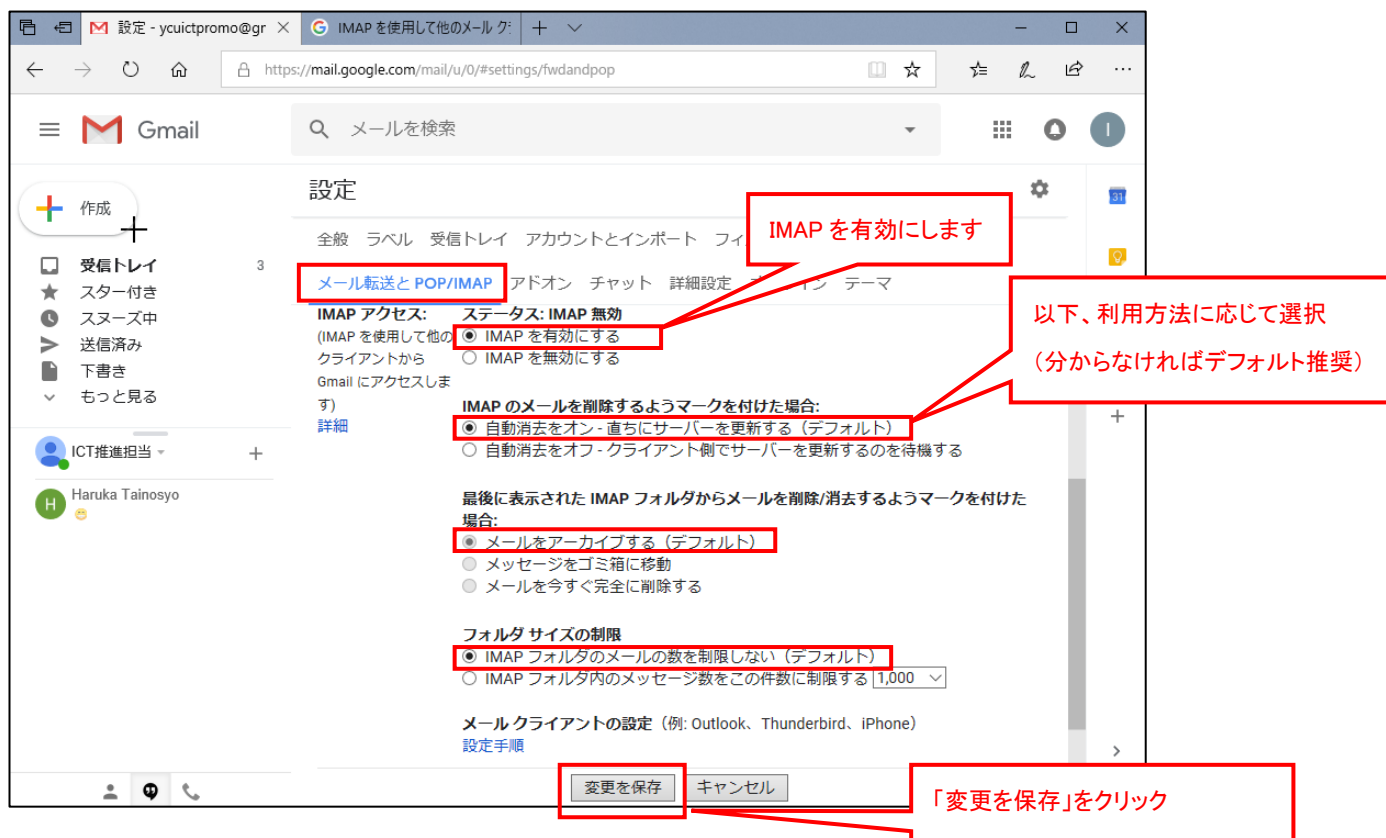 設定 - ycuictpromo@gr
IMAP を使用して他のメール ク
https://mail.google.com/mail/u/0/#settings/fwdandpop
Gmail
メールを検索
I
作成
受信トレイ 3
スター付き
スヌーズ中
送信済み
下書き
もっと見る
ICT推進担当
H Haruka Tainosyo
設定
31
全般 ラベル 受信トレイ アカウントとインポート フィ
メール転送と POP/IMAP アドオン チャット 詳細設定 オフライン テーマ
IMAP を有効にします
IMAP アクセス:
(IMAP を使用して他の
クライアントから
Gmail にアクセスしま
す)
詳細
ステータス: IMAP 無効
IMAP を有効にする
IMAP を無効にする
以下、利用方法に応じて選択
（分からなければデフォルト推奨）
IMAP のメールを削除するようマークを付けた場合:
自動消去をオン - 直ちにサーバーを更新する（デフォルト）
自動消去をオフ - クライアント側でサーバーを更新するのを待機する
最後に表示された IMAP フォルダからメールを削除/消去するようマークを付けた
場合:
メールをアーカイブする（デフォルト）
メッセージをゴミ箱に移動
メールを今すぐ完全に削除する
フォルダ サイズの制限
IMAP フォルダのメールの数を制限しない（デフォルト）
IMAP フォルダ内のメッセージ数をこの件数に制限する 1,000
メール クライアントの設定（例: Outlook、Thunderbird、iPhone）
設定手順
変更を保存 キャンセル
「変更を保存」をクリック